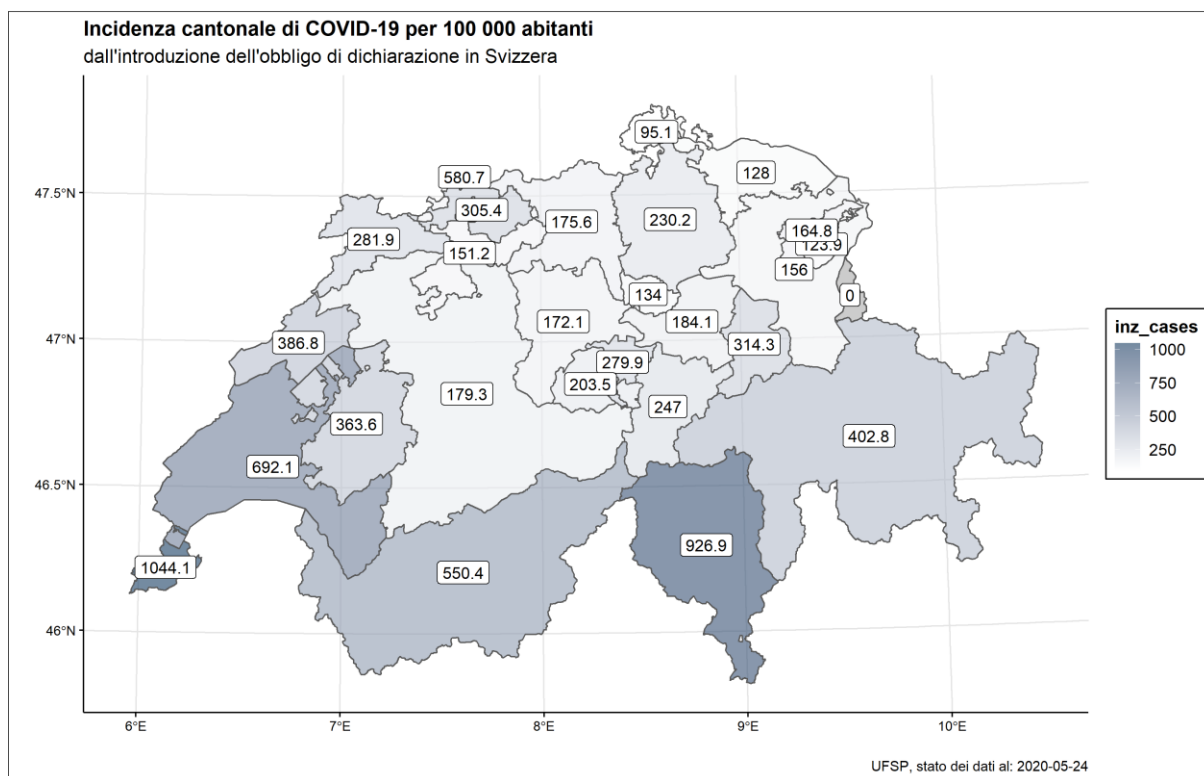 Incidenza cantonale di COVID-19 per 100 000 abitanti
dall'introduzione dell'obbligo di dichiarazione in Svizzera
95.1
128
580.7
47.5°N
305.4
175.6
230.2
164.8
123.9
281.9
151.2
156
134
0
172.1
184.1
47°N
386.8
314.3
279.9
203.5
179.3
247
363.6
402.8
692.1
46.5°N
926.9
1044.1
550.4
46°N
6°E
7°E
8°E
9°E
10°E
inz_cases
1000
750
500
250
UFSP, stato dei dati al: 2020-05-24